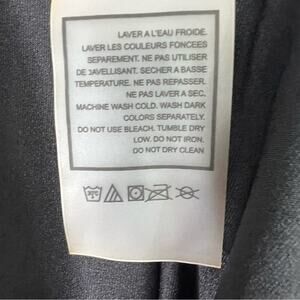 LAVER A L'EAU FROIDE.
LAVER LES COULEURS FONCEES
SEPAREMENT. NE PAS UTILISER
DE JAVELLISANT. SECHER A BASSE
TEMPERATURE. NE PAS REPASSER.
NE PAS LAVER A SEC.
MACHINE WASH COLD. WASH DARK
COLORS SEPARATELY.
DO NOT USE BLEACH. TUMBLE DRY
LOW. DO NOT IRON.
DO NOT DRY CLEAN